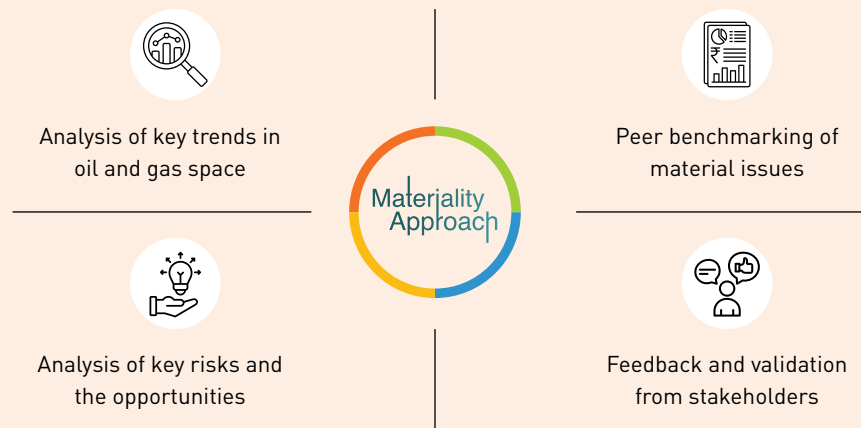 Analysis of key trends in
oil and gas space
Peer benchmarking of
material issues
Materiality
Approach
Analysis of key risks and
the opportunities
Feedback and validation
from stakeholders